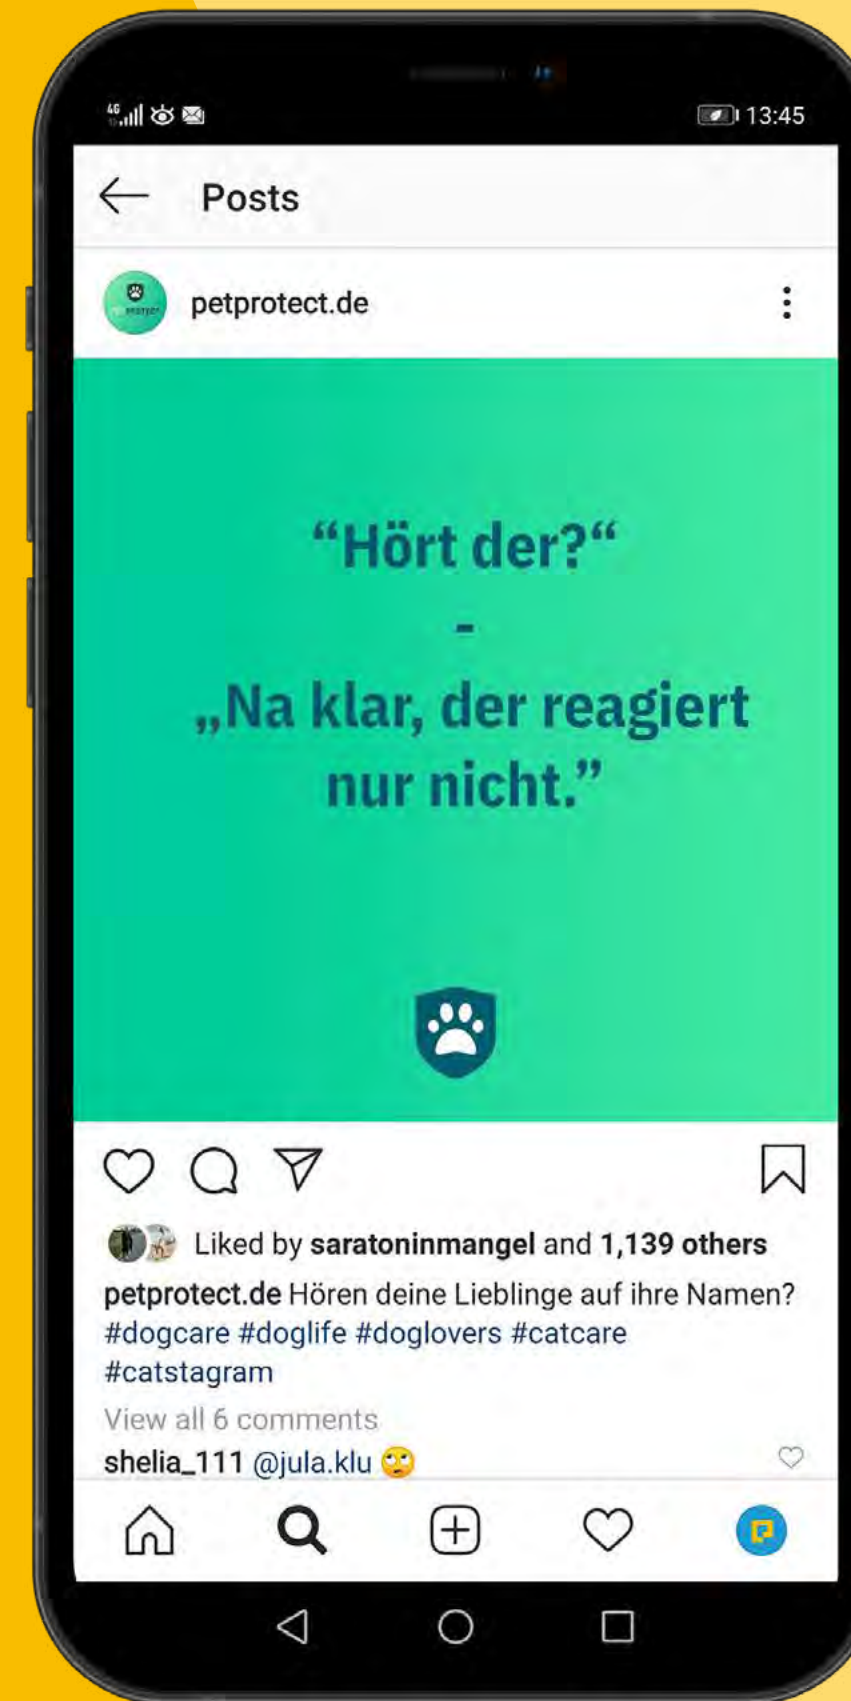 4G
13:45
Posts
petprotect.de
“Hört der?“
-
„Na klar, der reagiert
nur nicht.”
Liked by saratoninmangel and 1,139 others
petprotect.de Hören deine Lieblinge auf ihre Namen?
#dogcare #doglife #doglovers #catcare
#catstagram
View all 6 comments
shelia_111 @jula.klu 🙄